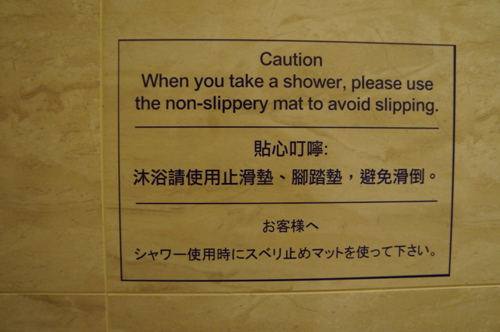 Caution
When you take a shower, please use
the non-slippery mat to avoid slipping.
貼心叮嚀:
沐浴請使用止滑墊、腳踏墊，避免滑倒。
お客様へ
シャワー使用時にスベリ止めマットを使って下さい。